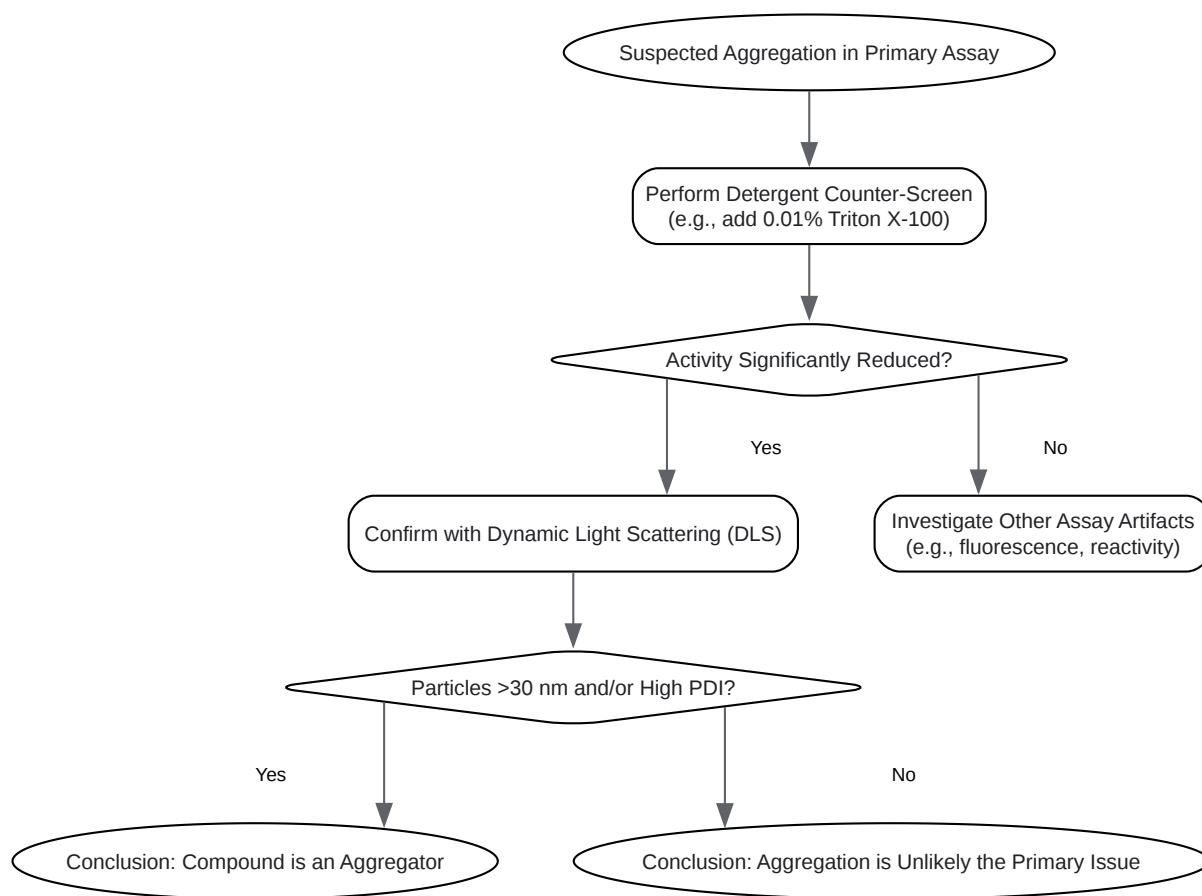 Suspected Aggregation in Primary Assay
Perform Detergent Counter-Screen
(e.g., add 0.01% Triton X-100)
Activity Significantly Reduced?
Yes
No
Confirm with Dynamic Light Scattering (DLS)
Investigate Other Assay Artifacts
(e.g., fluorescence, reactivity)
Particles >30 nm and/or High PDI?
Yes
No
Conclusion: Compound is an Aggregator
Conclusion: Aggregation is Unlikely the Primary Issue